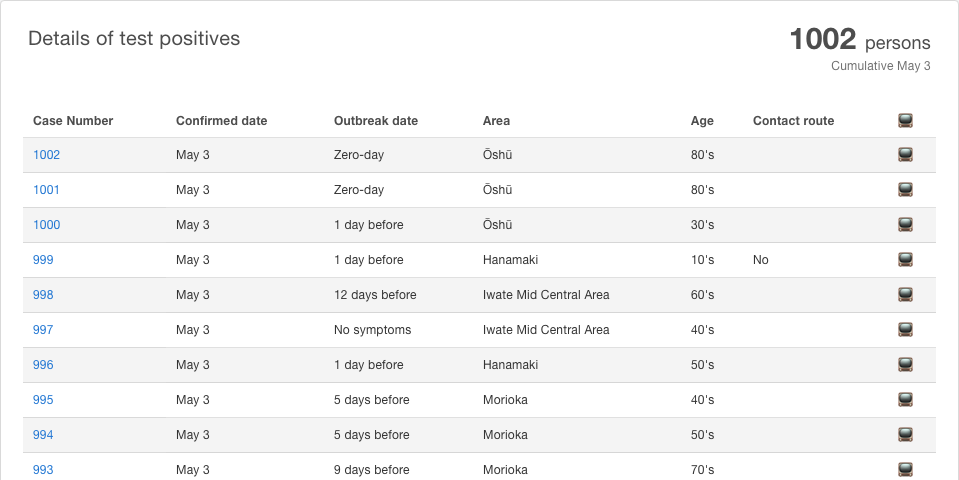 Details of test positives
1002 persons
Cumulative May 3
Case Number Confirmed date Outbreak date Area Age Contact route
1002 May 3 Zero-day Ōshū 80's
1001 May 3 Zero-day Ōshū 80's
1000 May 3 1 day before Ōshū 30's
999 May 3 1 day before Hanamaki 10's No
998 May 3 12 days before Iwate Mid Central Area 60's
997 May 3 No symptoms Iwate Mid Central Area 40's
996 May 3 1 day before Hanamaki 50's
995 May 3 5 days before Morioka 40's
994 May 3 5 days before Morioka 50's
993 May 3 9 days before Morioka 70's